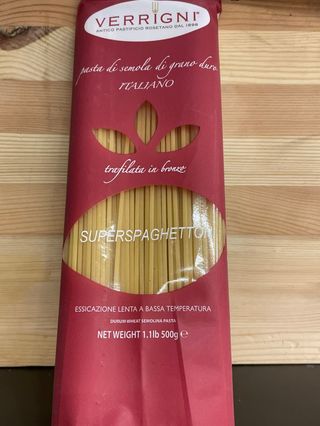 VERRIGNI®
ANTICO PASTIFICIO ROSETANO DAL 1898
pasta di semola di grano duro
ITALIANO
trafilata in bronzo
SUPERSPAGHETTO
ESSICAZIONE LENTA A BASSA TEMPERATURA
DURUM WHEAT SEMOLINA PASTA
NET WEIGHT 1.1lb 500g ℮